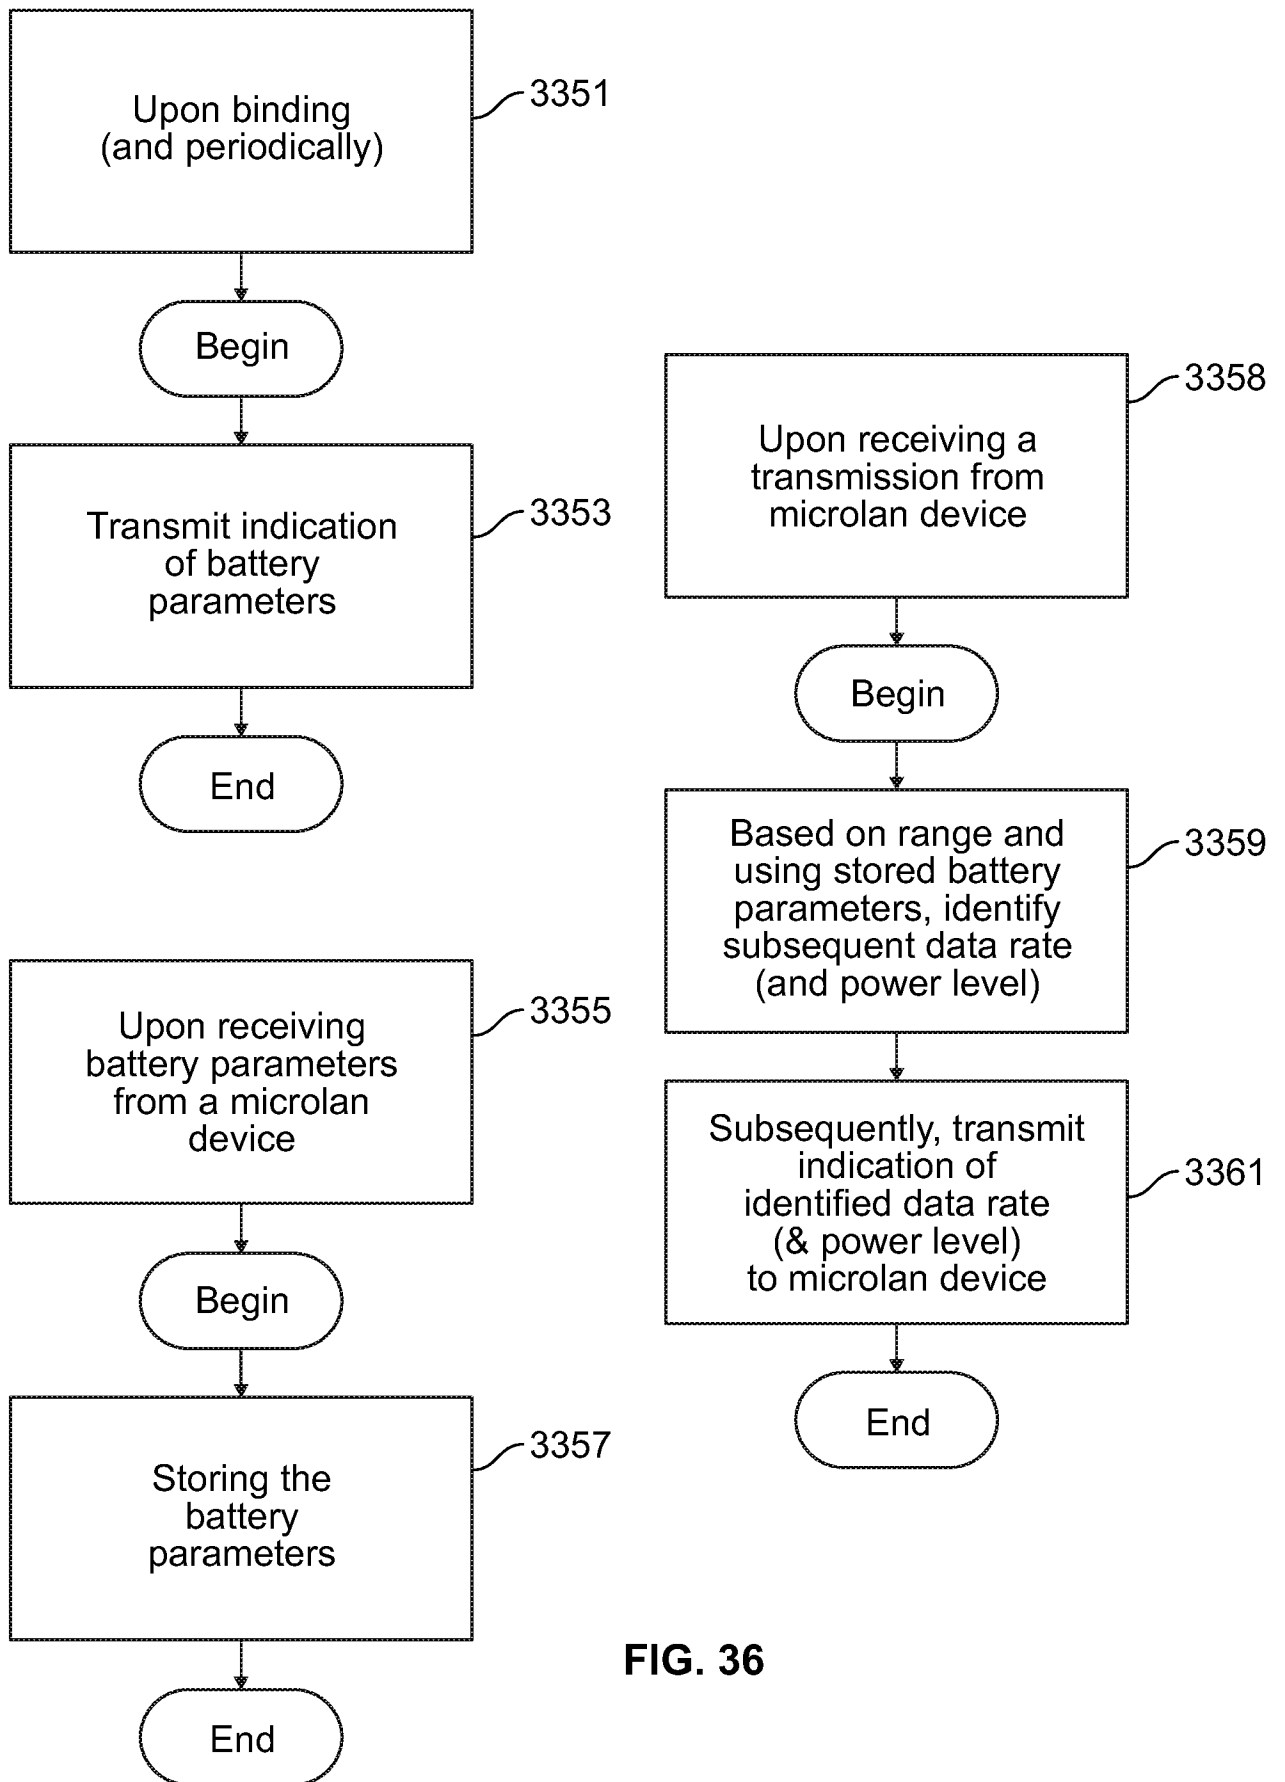 Upon binding
(and periodically)
3351
Begin
Transmit indication
of battery
parameters
3353
End
Upon receiving
battery parameters
from a microlan
device
3355
Begin
Storing the
battery
parameters
3357
End
Upon receiving a
transmission from
microlan device
3358
Begin
Based on range and
using stored battery
parameters, identify
subsequent data rate
(and power level)
3359
Subsequently, transmit
indication of
identified data rate
(& power level)
to microlan device
3361
End
FIG. 36